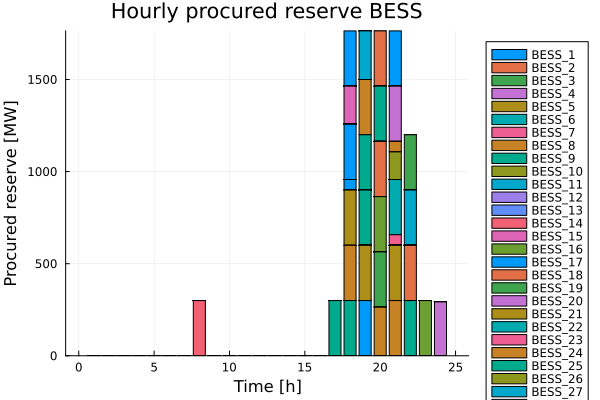 Hourly procured reserve BESS
Procured reserve [MW]
1500
1000
500
0
0 5 10 15 20 25
Time [h]
BESS_1
BESS_2
BESS_3
BESS_4
BESS_5
BESS_6
BESS_7
BESS_8
BESS_9
BESS_10
BESS_11
BESS_12
BESS_13
BESS_14
BESS_15
BESS_16
BESS_17
BESS_18
BESS_19
BESS_20
BESS_21
BESS_22
BESS_23
BESS_24
BESS_25
BESS_26
BESS_27